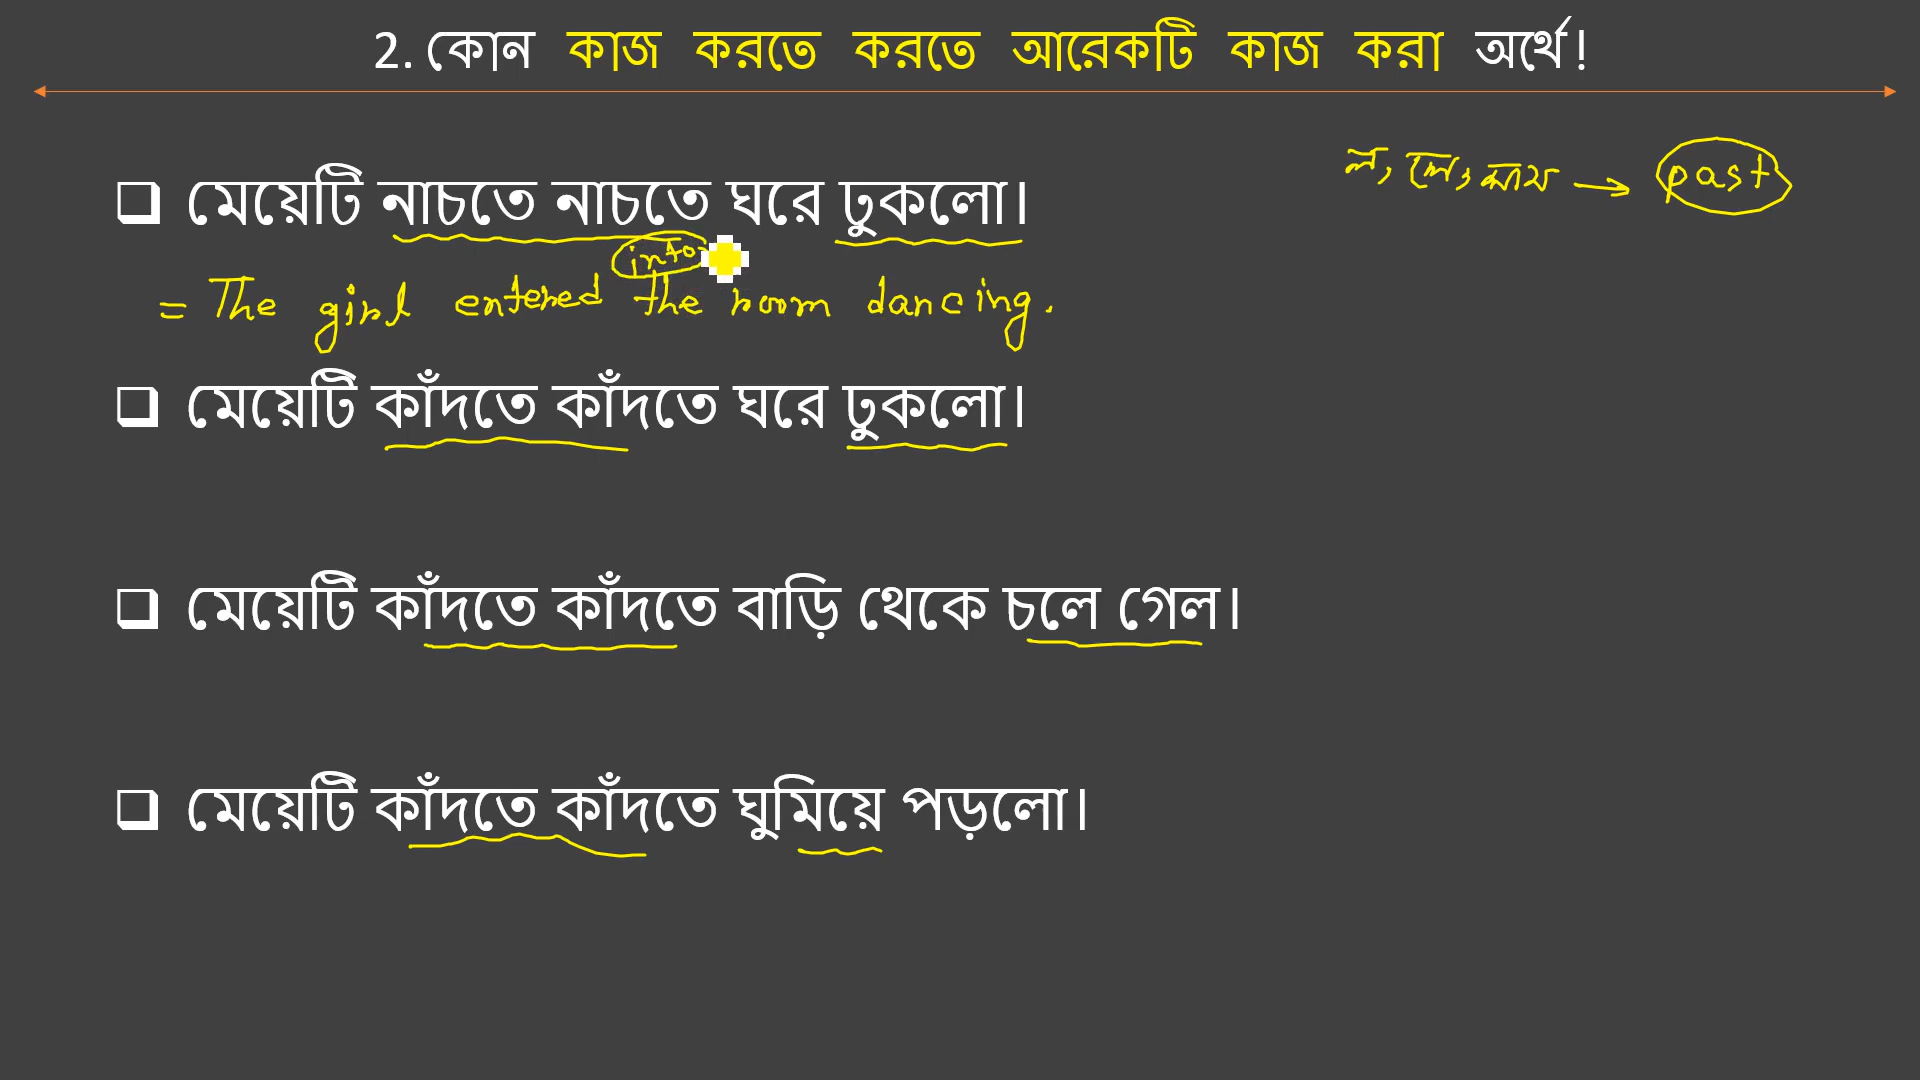 2. কোন কাজ করতে করতে আরেকটি কাজ করা অর্থে!
ল, লে, লাম → past
❑ মেয়েটি নাচতে নাচতে ঘরে ঢুকলো।
into
= The girl entered the room dancing.
❑ মেয়েটি কাঁদতে কাঁদতে ঘরে ঢুকলো।
❑ মেয়েটি কাঁদতে কাঁদতে বাড়ি থেকে চলে গেল।
❑ মেয়েটি কাঁদতে কাঁদতে ঘুমিয়ে পড়লো।